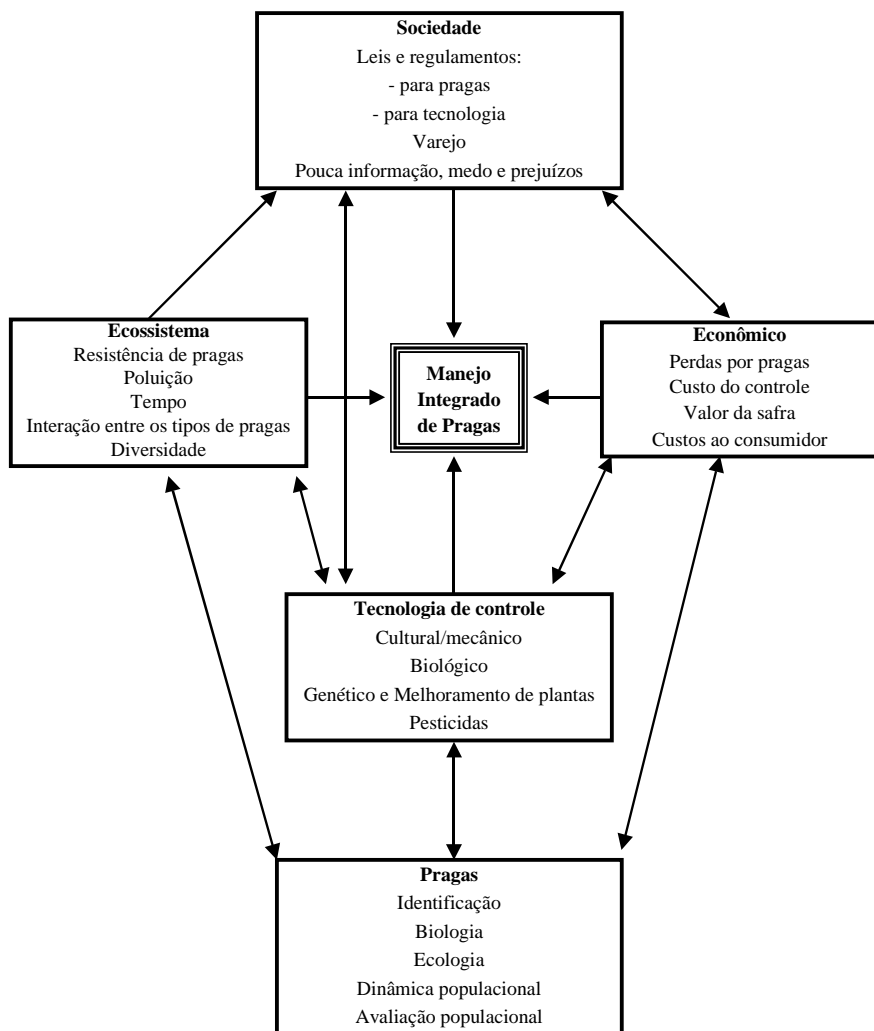 Sociedade
Leis e regulamentos:
- para pragas
- para tecnologia
Varejo
Pouca informação, medo e prejuízos
Ecossistema
Resistência de pragas
Poluição
Tempo
Interação entre os tipos de pragas
Diversidade
Manejo
Integrado
de Pragas
Econômico
Perdas por pragas
Custo do controle
Valor da safra
Custos ao consumidor
Tecnologia de controle
Cultural/mecânico
Biológico
Genético e Melhoramento de plantas
Pesticidas
Pragas
Identificação
Biologia
Ecologia
Dinâmica populacional
Avaliação populacional